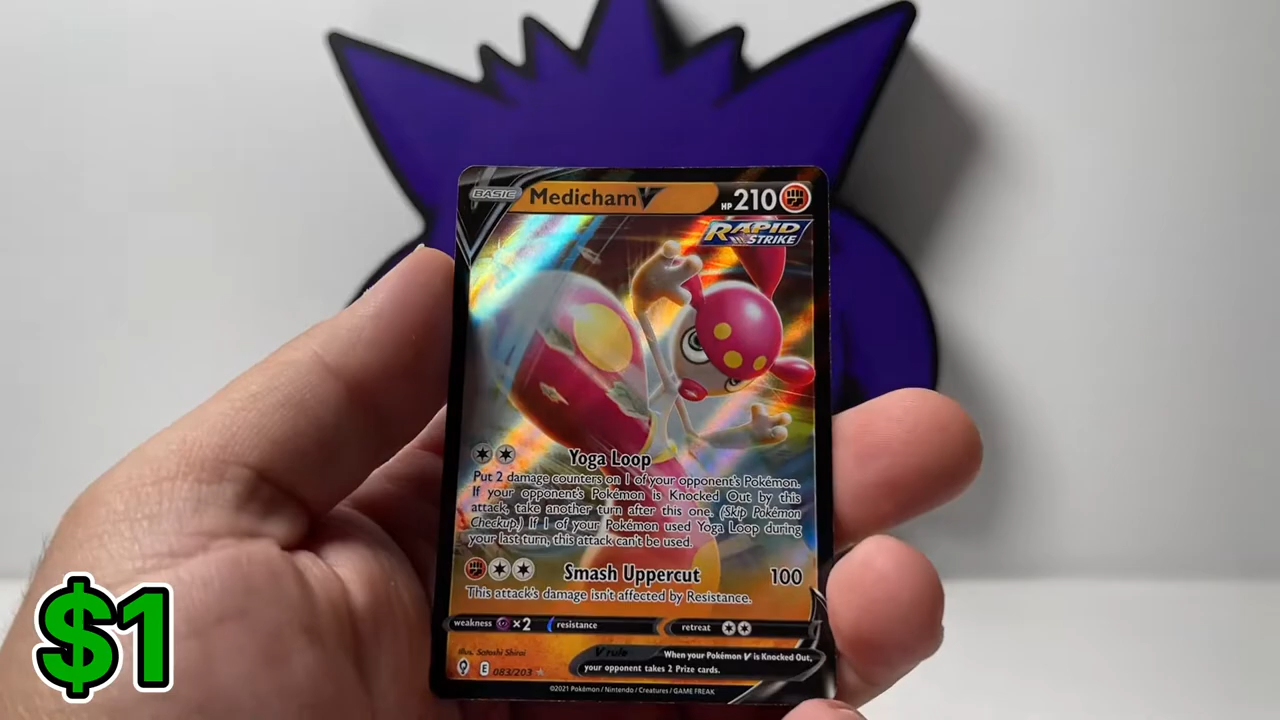 BASIC Medicham V HP 210
RAPID STRIKE
Yoga Loop
Put 2 damage counters on 1 of your opponent's Pokémon.
If your opponent's Pokémon is Knocked Out by this
attack, take another turn after this one. (Skip Pokémon
Checkup.) If 1 of your Pokémon used Yoga Loop during
your last turn, this attack can't be used.
Smash Uppercut 100
This attack's damage isn't affected by Resistance.
weakness ×2 resistance retreat
Illus. Satoshi Shirai
V rule When your Pokémon V is Knocked Out,
your opponent takes 2 Prize cards.
E 083/203
©2021 Pokémon / Nintendo / Creatures / GAME FREAK
$1